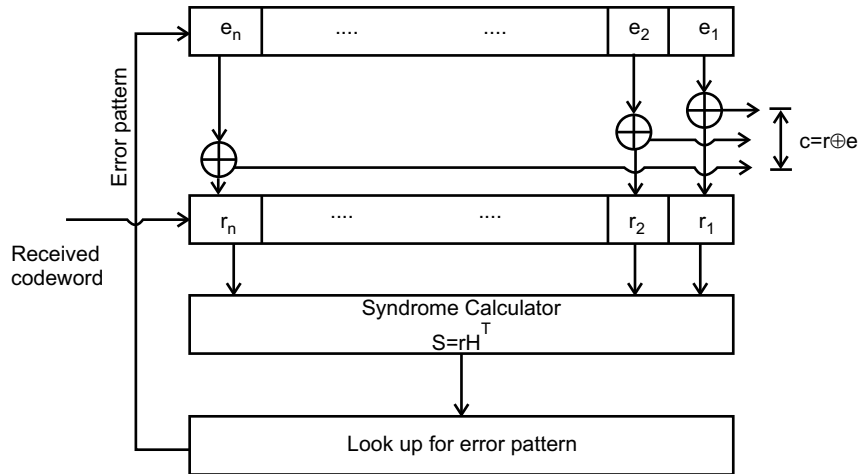 eₙ .... .... e₂ e₁
Error pattern
c=r⊕e
rₙ .... .... r₂ r₁
Received
codeword
Syndrome Calculator
S=rHᵀ
Look up for error pattern